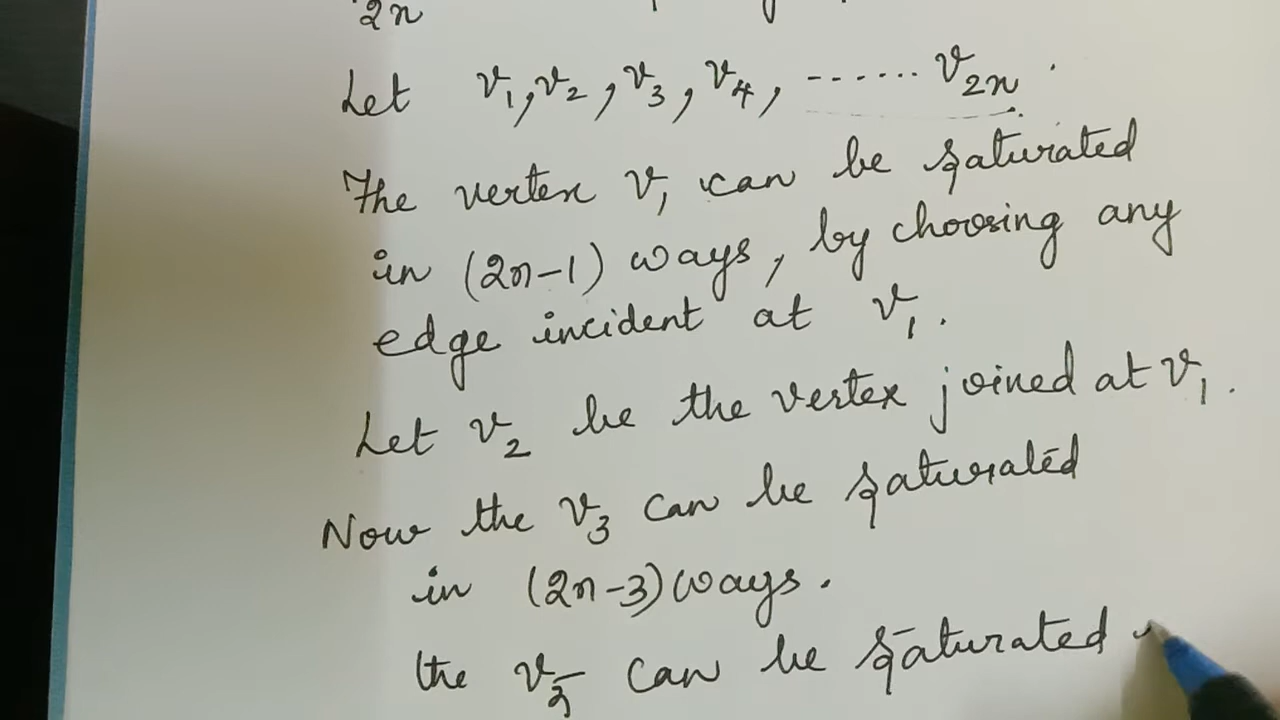 2n
Let v₁, v₂, v₃, v₄, ------ v₂ₙ.
The vertex v₁ can be saturated
in (2n-1) ways, by choosing any
edge incident at v₁.
Let v₂ be the vertex joined at v₁.
Now the v₃ can be saturated
in (2n-3) ways.
the v can be saturated